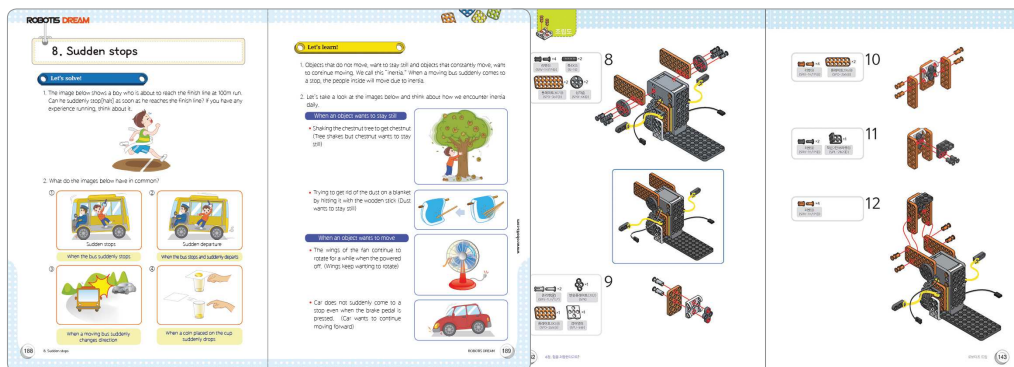 ROBOTIS DREAM
8. Sudden stops
Let's solve!
1. The image below shows a boy who is about to reach the finish line at 100m run.
Can he suddenly stop(halt) as soon as he reaches the finish line? If you have any
experience running, think about it.
2. What do the images below have in common?
①
②
Sudden stops
Sudden departure
When the bus suddenly stops
When the bus stops and suddenly departs
③
④
When a moving bus suddenly
changes direction
When a coin placed on the cup
suddenly drops
188
8. Sudden stops
Let's learn!
1. Objects that do not move, want to stay still and objects that constantly move, want
to continue moving. We call this "inertia." When a moving bus suddenly comes to
a stop, the people inside will move due to inertia.
2. Let's take a look at the images below and think about how we encounter inertia
daily.
When an object wants to stay still
• Shaking the chestnut tree to get chestnut
(Tree shakes but chestnut wants to stay
still)
• Trying to get rid of the dust on a blanket
by hitting it with the wooden stick (Dust
wants to stay still)
When an object wants to move
• The wings of the fan continue to
rotate for a while when the powered
off. (Wings keep wanting to rotate)
• Car does not suddenly come to a
stop even when the brake pedal is
pressed. (Car wants to continue
moving forward)
www.robotis.com
ROBOTIS DREAM
189
조립도
8
9
10
11
12
143